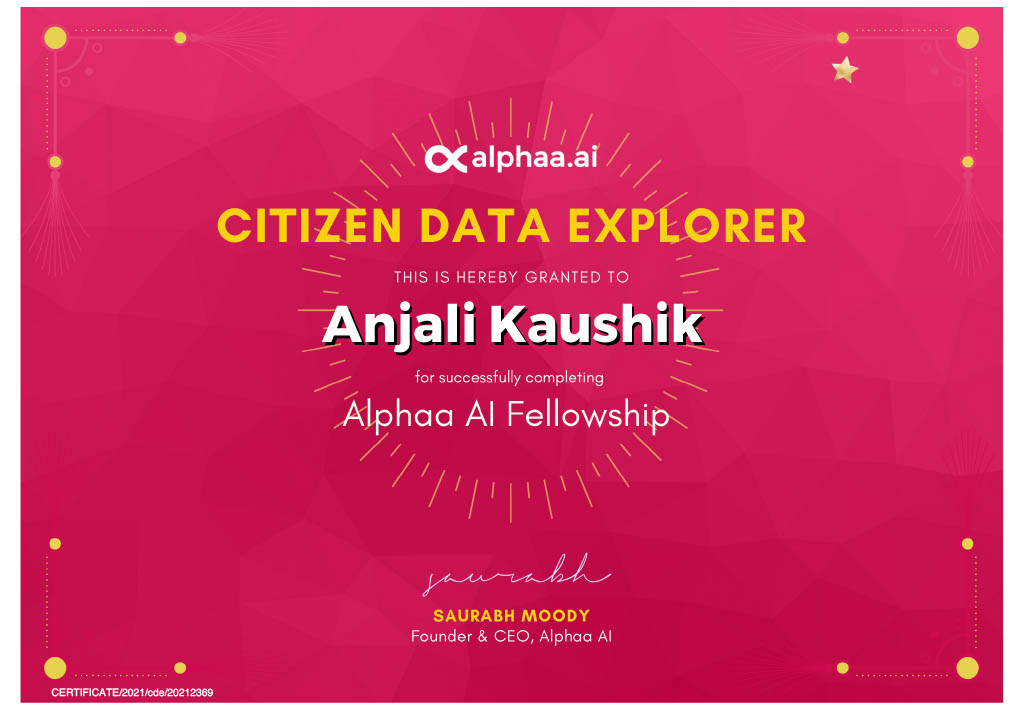 alphaa.ai
CITIZEN DATA EXPLORER
THIS IS HEREBY GRANTED TO
Anjali Kaushik
for successfully completing
Alphaa AI Fellowship
saurabh
SAURABH MOODY
Founder & CEO, Alphaa AI
CERTIFICATE/2021/cde/20212369